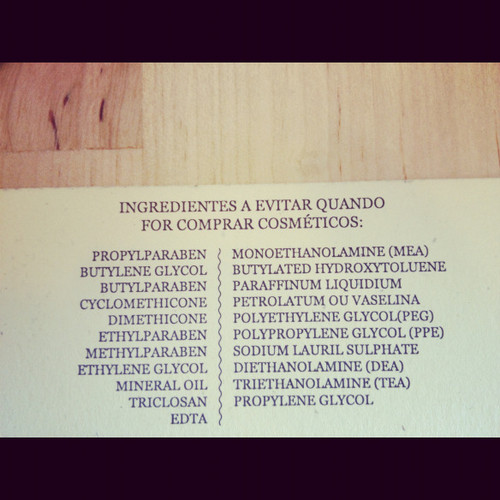 INGREDIENTES A EVITAR QUANDO
FOR COMPRAR COSMÉTICOS:
PROPYLPARABEN
BUTYLENE GLYCOL
BUTYLPARABEN
CYCLOMETHICONE
DIMETHICONE
ETHYLPARABEN
METHYLPARABEN
ETHYLENE GLYCOL
MINERAL OIL
TRICLOSAN
EDTA
MONOETHANOLAMINE (MEA)
BUTYLATED HYDROXYTOLUENE
PARAFFINUM LIQUIDIUM
PETROLATUM OU VASELINA
POLYETHYLENE GLYCOL(PEG)
POLYPROPYLENE GLYCOL (PPE)
SODIUM LAURIL SULPHATE
DIETHANOLAMINE (DEA)
TRIETHANOLAMINE (TEA)
PROPYLENE GLYCOL